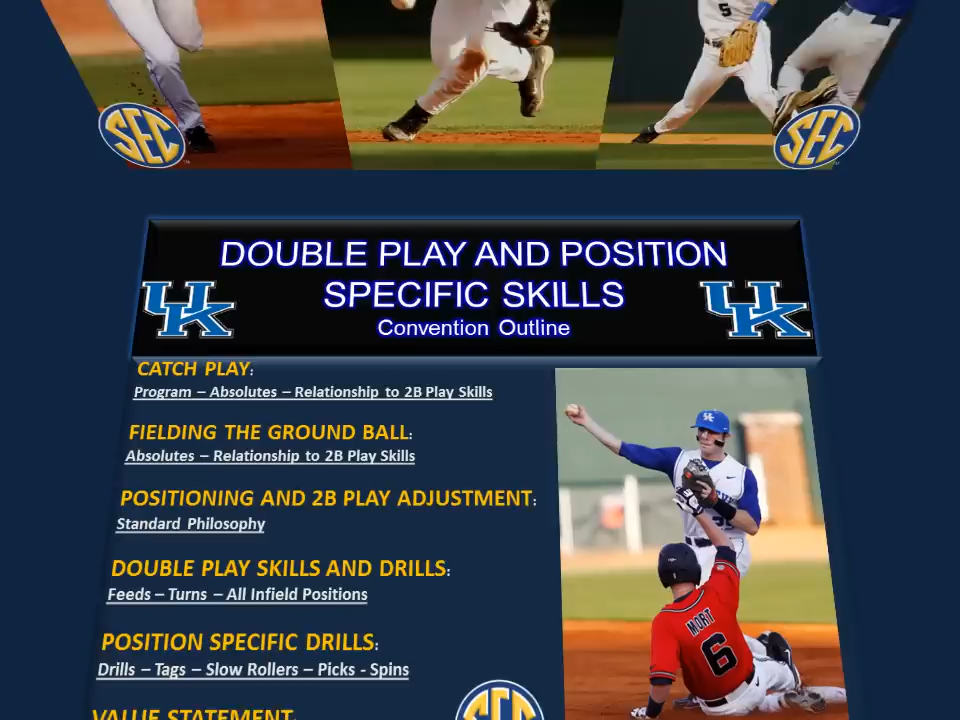 5
SEC
SEC
DOUBLE PLAY AND POSITION
SPECIFIC SKILLS
Convention Outline
UK
UK
CATCH PLAY:
Program – Absolutes – Relationship to 2B Play Skills
FIELDING THE GROUND BALL:
Absolutes – Relationship to 2B Play Skills
POSITIONING AND 2B PLAY ADJUSTMENT:
Standard Philosophy
DOUBLE PLAY SKILLS AND DRILLS:
Feeds – Turns – All Infield Positions
POSITION SPECIFIC DRILLS:
Drills – Tags – Slow Rollers – Picks - Spins
VALUE STATEMENT:
SEC
UK
MORT
6